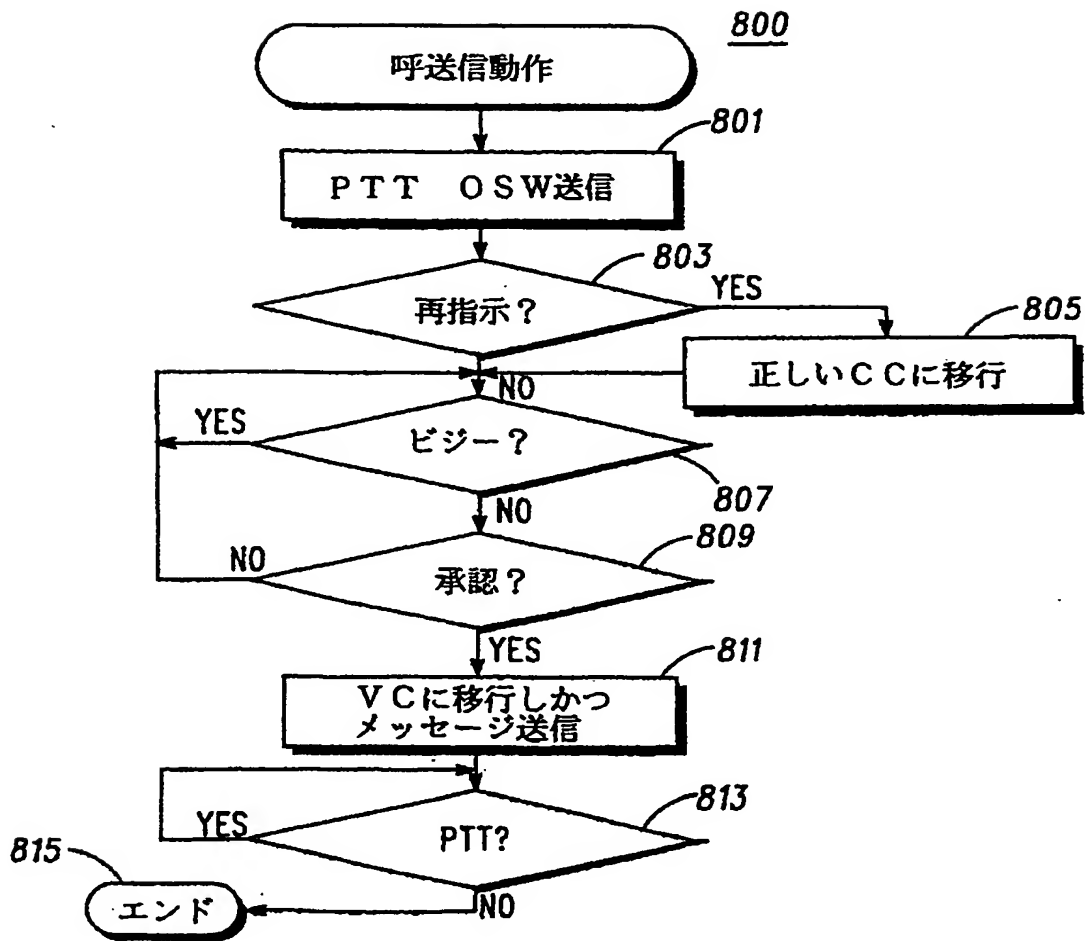 800
呼送信動作
801
PTT OSW送信
803
再指示?
YES
805
正しいCCに移行
NO
YES
ビジー?
807
NO
809
NO
承認?
YES
811
VCに移行しかつ
メッセージ送信
813
YES
PTT?
815
NO
エンド